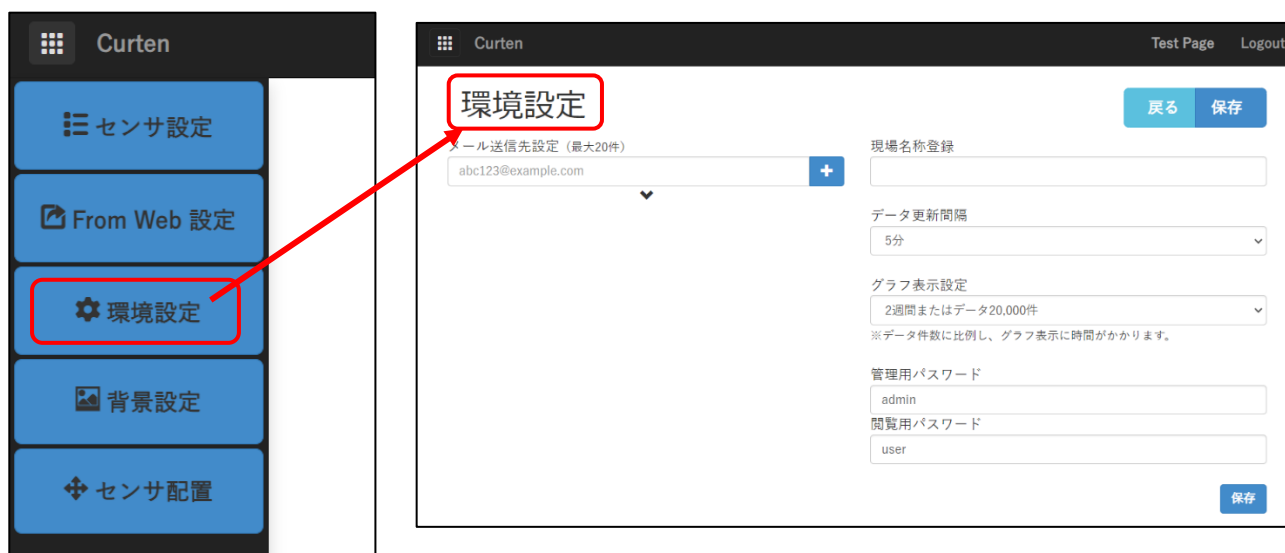 Curten
センサ設定
From Web 設定
環境設定
背景設定
センサ配置
Curten
Test Page Logout
環境設定
戻る 保存
メール送信先設定（最大20件）
abc123@example.com
現場名称登録
データ更新間隔
5分
グラフ表示設定
2週間またはデータ20,000件
※データ件数に比例し、グラフ表示に時間がかかります。
管理用パスワード
admin
閲覧用パスワード
user
保存